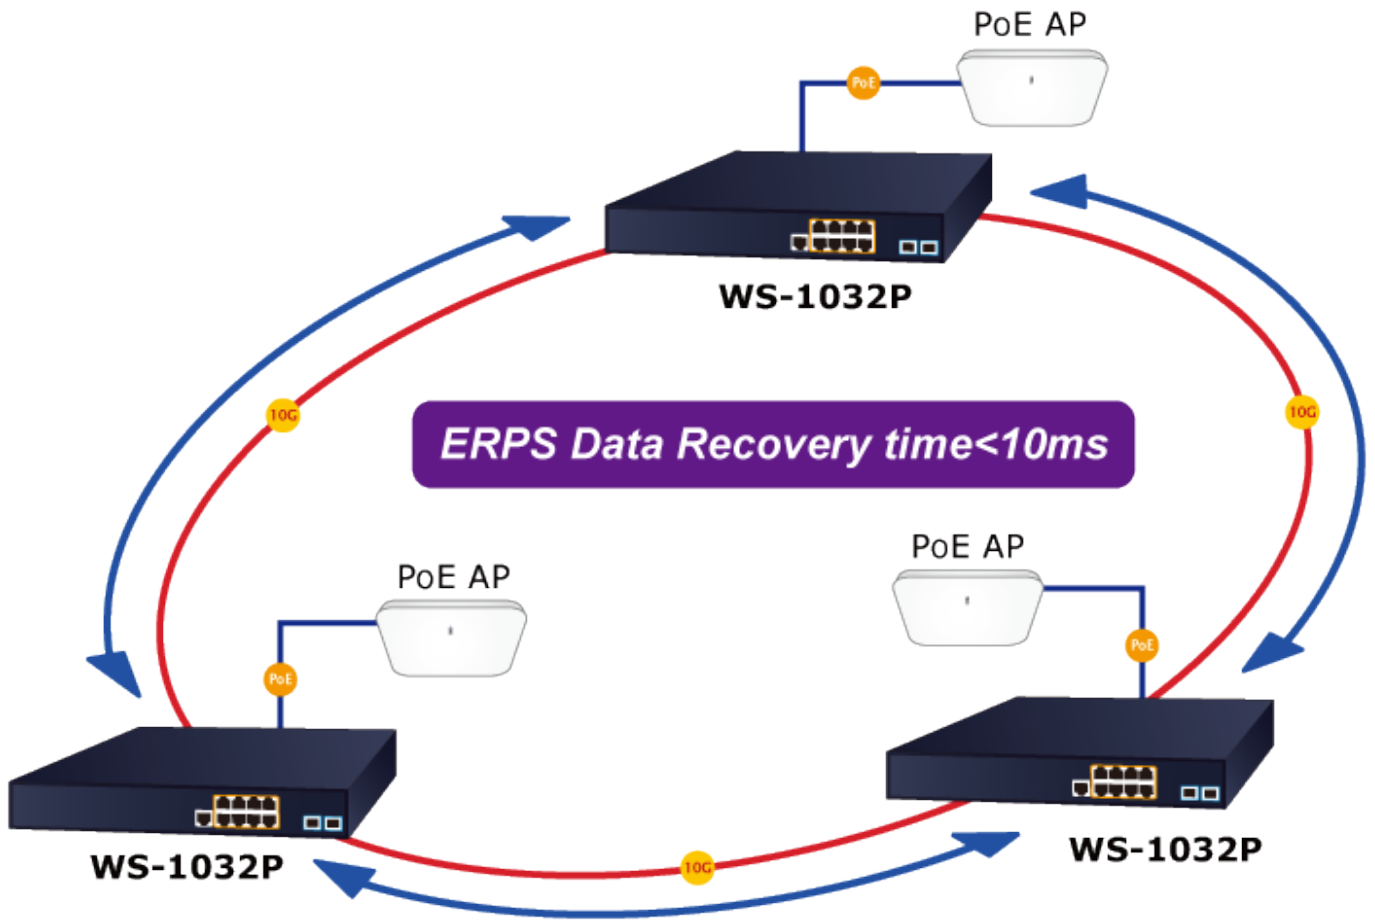 PoE AP
PoE
WS-1032P
10G
10G
ERPS Data Recovery time<10ms
PoE AP
PoE AP
PoE
PoE
WS-1032P
WS-1032P
10G